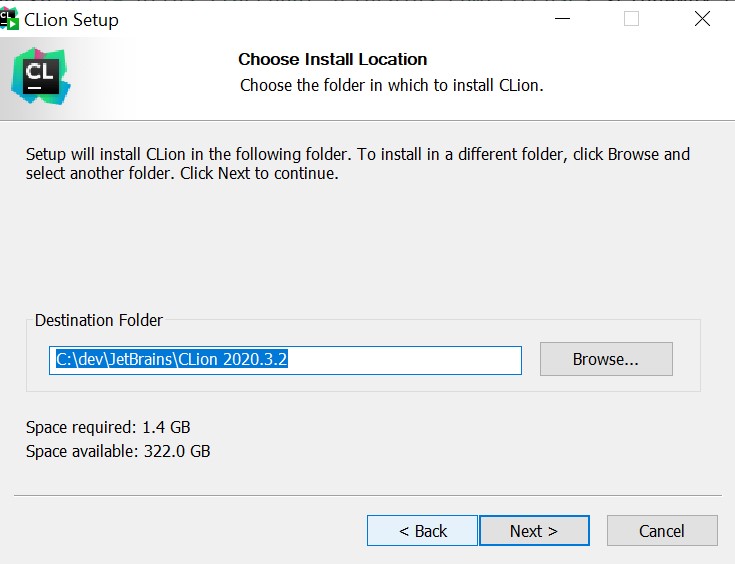 CLion Setup
CL
Choose Install Location
Choose the folder in which to install CLion.
Setup will install CLion in the following folder. To install in a different folder, click Browse and
select another folder. Click Next to continue.
Destination Folder
C:\dev\JetBrains\CLion 2020.3.2
Browse...
Space required: 1.4 GB
Space available: 322.0 GB
< Back
Next >
Cancel